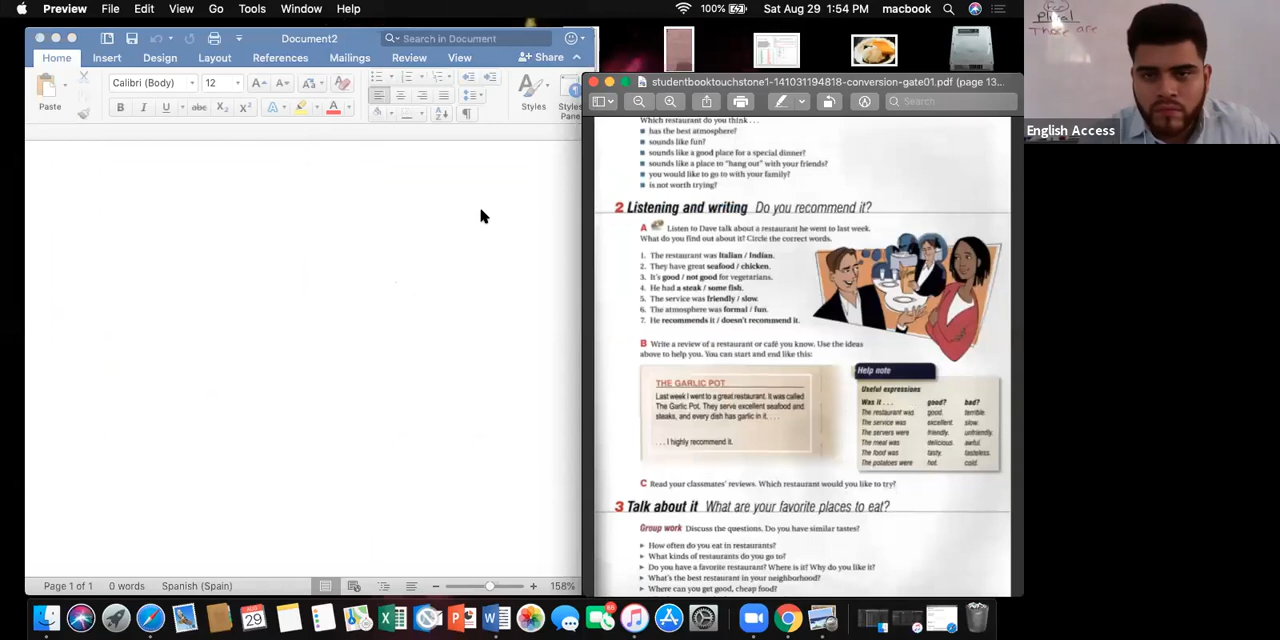 Preview File Edit View Go Tools Window Help
100% Sat Aug 29 1:54 PM macbook
Document2
Search in Document
Home Insert Design Layout References Mailings Review View Share
Paste
Calibri (Body) 12
Styles
Styles Pane
studentbooktouchstone1-141031194818-conversion-gate01.pdf (page 13...
Search
Which restaurant do you think . . .
has the best atmosphere?
sounds like fun?
sounds like a good place for a special dinner?
sounds like a place to "hang out" with your friends?
you would like to go to with your family?
is not worth trying?
2 Listening and writing Do you recommend it?
A Listen to Dave talk about a restaurant he went to last week.
What do you find out about it? Circle the correct words.
1. The restaurant was Italian / Indian.
2. They have great seafood / chicken.
3. It's good / not good for vegetarians.
4. He had a steak / some fish.
5. The service was friendly / slow.
6. The atmosphere was formal / fun.
7. He recommends it / doesn't recommend it.
B Write a review of a restaurant or café you know. Use the ideas
above to help you. You can start and end like this:
THE GARLIC POT
Last week I went to a great restaurant. It was called
The Garlic Pot. They serve excellent seafood and
steaks, and every dish has garlic in it. . . .
. . . I highly recommend it.
Help note
Useful expressions
Was it . . . good? bad?
The restaurant was good. terrible.
The service was excellent. slow.
The servers were friendly. unfriendly.
The meal was delicious. awful.
The food was tasty. tasteless.
The potatoes were hot. cold.
C Read your classmates' reviews. Which restaurant would you like to try?
3 Talk about it What are your favorite places to eat?
Group work Discuss the questions. Do you have similar tastes?
How often do you eat in restaurants?
What kinds of restaurants do you go to?
Do you have a favorite restaurant? Where is it? Why do you like it?
What's the best restaurant in your neighborhood?
Where can you get good, cheap food?
Page 1 of 1 0 words Spanish (Spain) 158%
plural
Those are
English Access